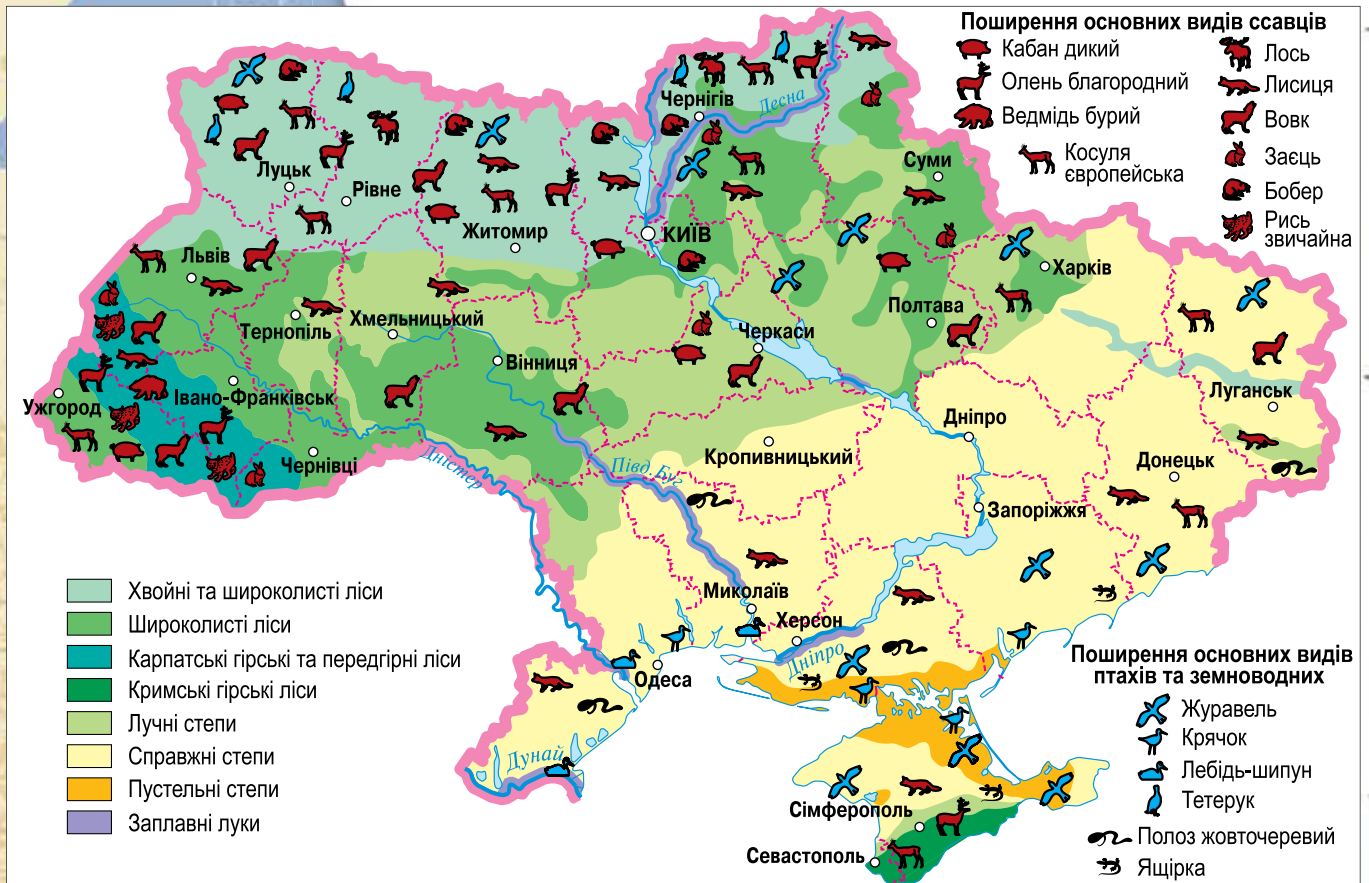 Поширення основних видів ссавців
Кабан дикий
Олень благородний
Ведмідь бурий
Косуля
європейська
Лось
Лисиця
Вовк
Заєць
Бобер
Рись
звичайна
Чернігів
Десна
Луцьк
Рівне
Суми
Житомир
КИЇВ
Львів
Харків
Тернопіль
Хмельницький
Полтава
Черкаси
Вінниця
Ужгород
Івано-Франківськ
Луганськ
Дніпро
Чернівці
Дністер
Півд. Буг
Кропивницький
Донецьк
Запоріжжя
Миколаїв
Херсон
Дніпро
Одеса
Дунай
Сімферополь
Севастополь
Хвойні та широколисті ліси
Широколисті ліси
Карпатські гірські та передгірні ліси
Кримські гірські ліси
Лучні степи
Справжні степи
Пустельні степи
Заплавні луки
Поширення основних видів
птахів та земноводних
Журавель
Крячок
Лебідь-шипун
Тетерук
Полоз жовточеревий
Ящірка